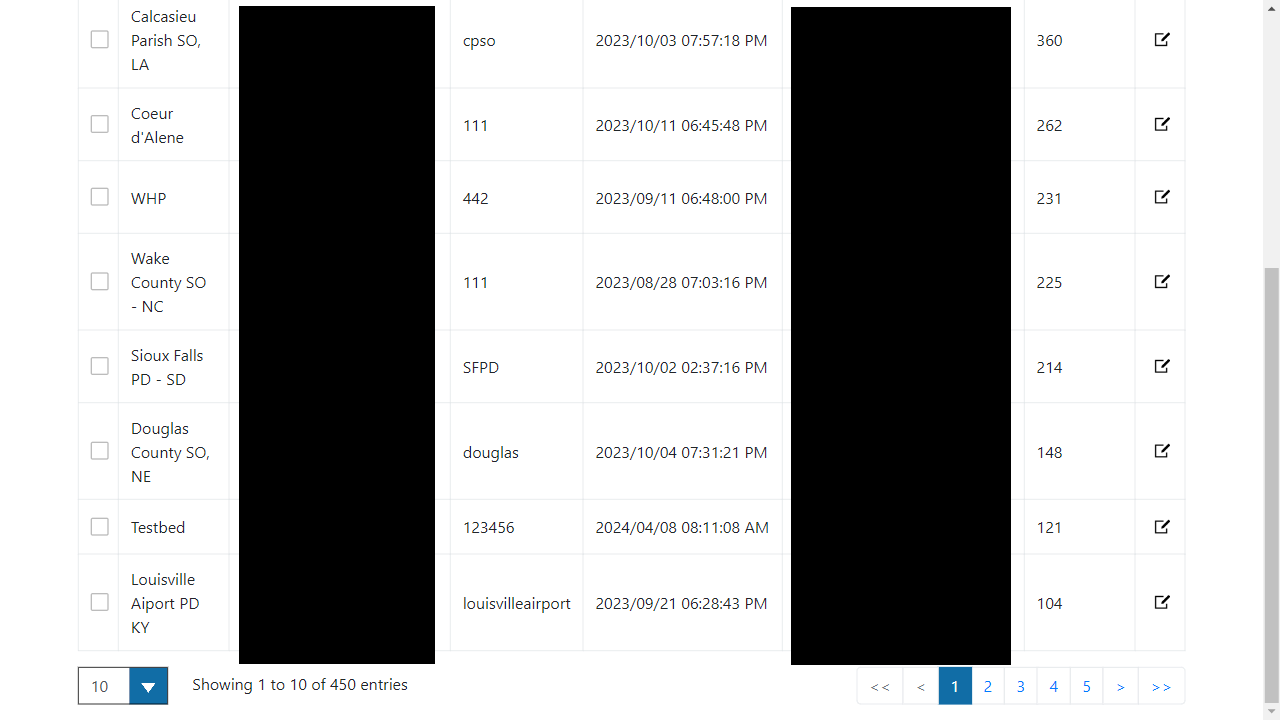 Calcasieu
Parish SO,
LA
cpso
2023/10/03 07:57:18 PM
360
Coeur
d'Alene
111
2023/10/11 06:45:48 PM
262
WHP
442
2023/09/11 06:48:00 PM
231
Wake
County SO
- NC
111
2023/08/28 07:03:16 PM
225
Sioux Falls
PD - SD
SFPD
2023/10/02 02:37:16 PM
214
Douglas
County SO,
NE
douglas
2023/10/04 07:31:21 PM
148
Testbed
123456
2024/04/08 08:11:08 AM
121
Louisville
Aiport PD
KY
louisvilleairport
2023/09/21 06:28:43 PM
104
10
Showing 1 to 10 of 450 entries
<< < 1 2 3 4 5 > >>